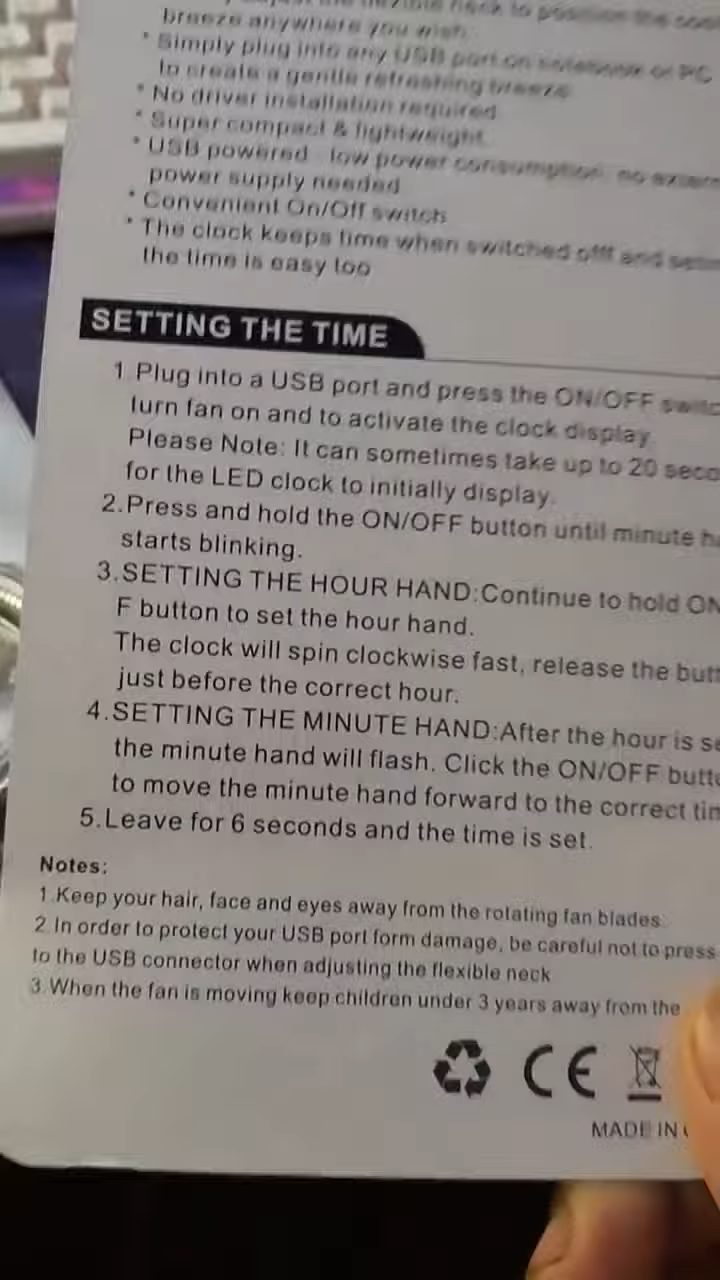 breeze anywhere you wish.
* Simply plug into any USB port on notebook or PC
to create a gentle refreshing breeze
* No driver installation required
* Super compact & lightweight
* USB powered - low power consumption, no
power supply needed
* Convenient On/Off switch
* The clock keeps time when switched offf and
the time is easy too
SETTING THE TIME
1.Plug into a USB port and press the ON/OFF
turn fan on and to activate the clock display.
Please Note: It can sometimes take up to 20
for the LED clock to initially display.
2.Press and hold the ON/OFF button until minute
starts blinking.
3.SETTING THE HOUR HAND:Continue to hold
F button to set the hour hand.
The clock will spin clockwise fast, release the
just before the correct hour.
4.SETTING THE MINUTE HAND:After the hour is
the minute hand will flash. Click the ON/OFF
to move the minute hand forward to the correct
5.Leave for 6 seconds and the time is set.
Notes:
1.Keep your hair, face and eyes away from the rotating fan blades.
2.In order to protect your USB port form damage, be careful not to press
to the USB connector when adjusting the flexible neck
3.When the fan is moving keep children under 3 years away from the
CE
MADE IN